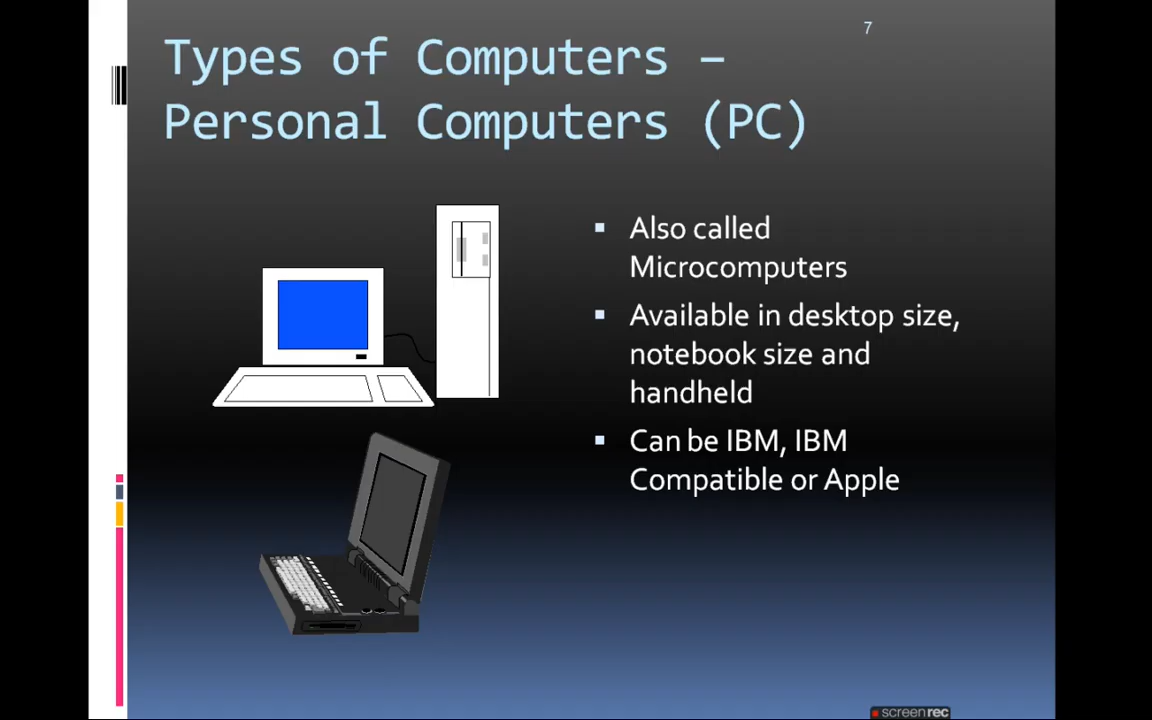 7
Types of Computers –
Personal Computers (PC)
Also called
Microcomputers
Available in desktop size,
notebook size and
handheld
Can be IBM, IBM
Compatible or Apple
screenrec